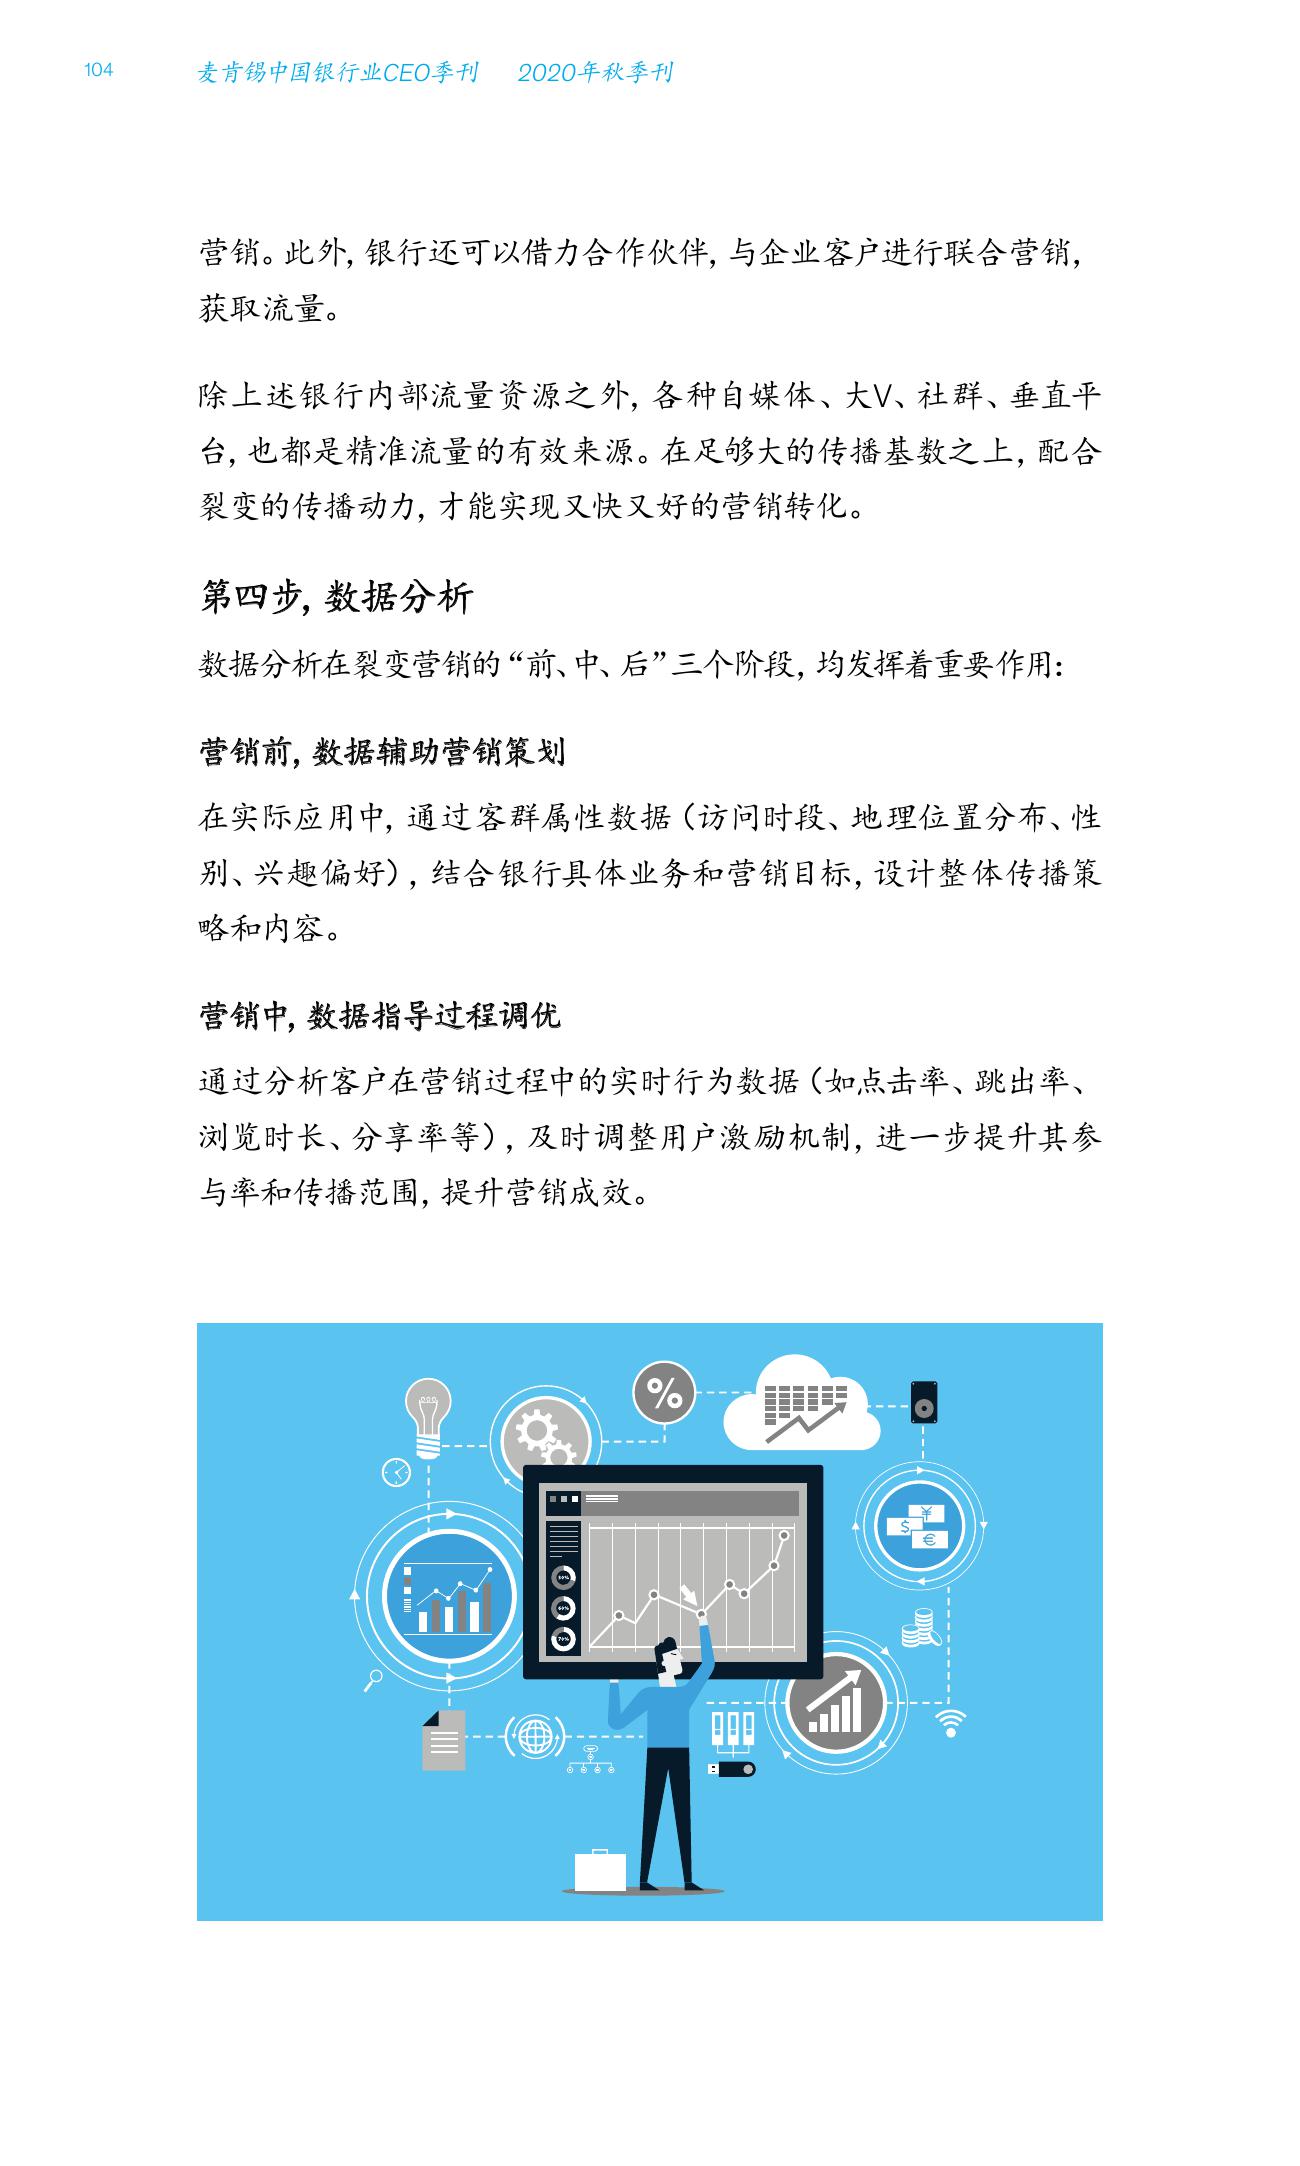 104
麦肯锡中国银行业CEO季刊 2020年秋季刊
营销。此外, 银行还可以借力合作伙伴, 与企业客户进行联合营销,
获取流量。
除上述银行内部流量资源之外, 各种自媒体、大V、社群、垂直平
台, 也都是精准流量的有效来源。在足够大的传播基数之上, 配合
裂变的传播动力, 才能实现又快又好的营销转化。
第四步, 数据分析
数据分析在裂变营销的“前、中、后”三个阶段, 均发挥着重要作用:
营销前, 数据辅助营销策划
在实际应用中, 通过客群属性数据（访问时段、地理位置分布、性
别、兴趣偏好）, 结合银行具体业务和营销目标, 设计整体传播策
略和内容。
营销中, 数据指导过程调优
通过分析客户在营销过程中的实时行为数据（如点击率、跳出率、
浏览时长、分享率等）, 及时调整用户激励机制, 进一步提升其参
与率和传播范围, 提升营销成效。
%
¥
$
€